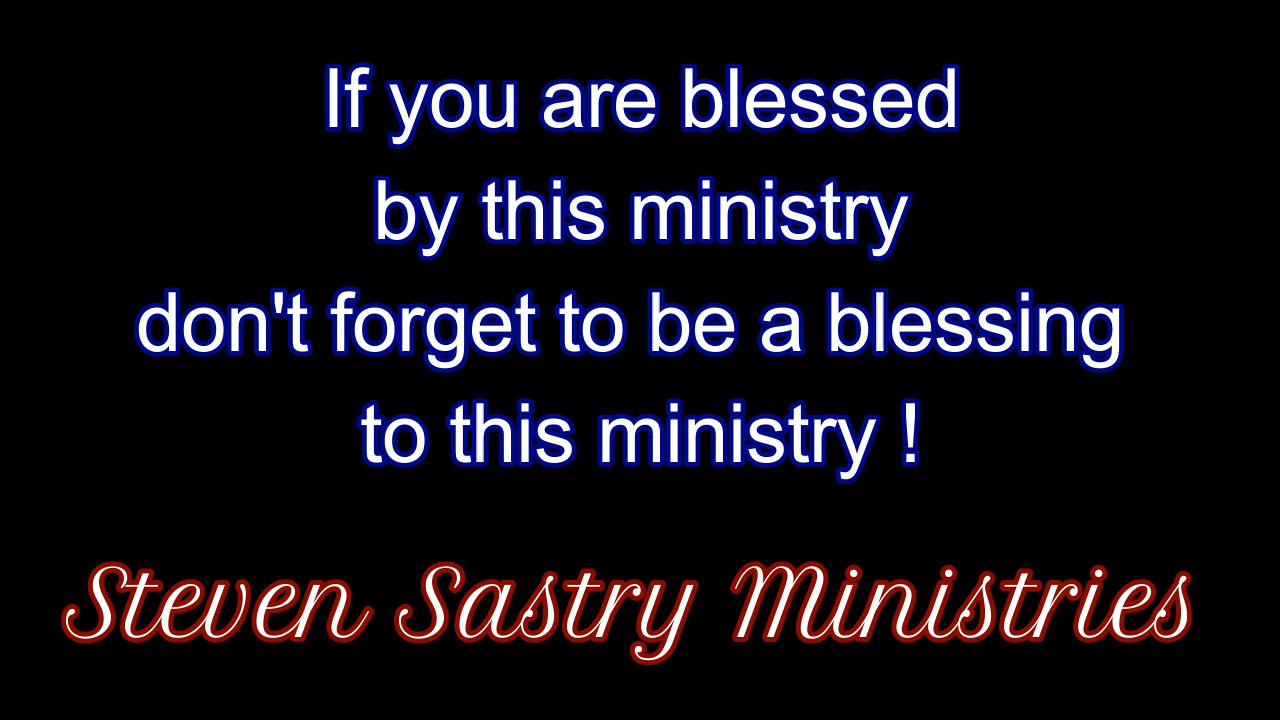 If you are blessed
by this ministry
don't forget to be a blessing
to this ministry !
Steven Sastry Ministries